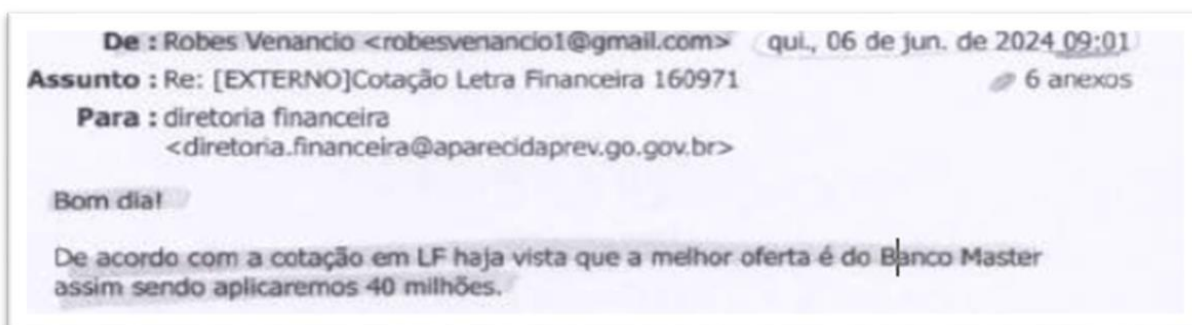 De : Robes Venancio <robesvenancio1@gmail.com> qui., 06 de jun. de 2024 09:01
Assunto : Re: [EXTERNO]Cotação Letra Financeira 160971 6 anexos
Para : diretoria financeira
<diretoria.financeira@aparecidaprev.go.gov.br>
Bom dia!
De acordo com a cotação em LF haja vista que a melhor oferta é do Banco Master
assim sendo aplicaremos 40 milhões.